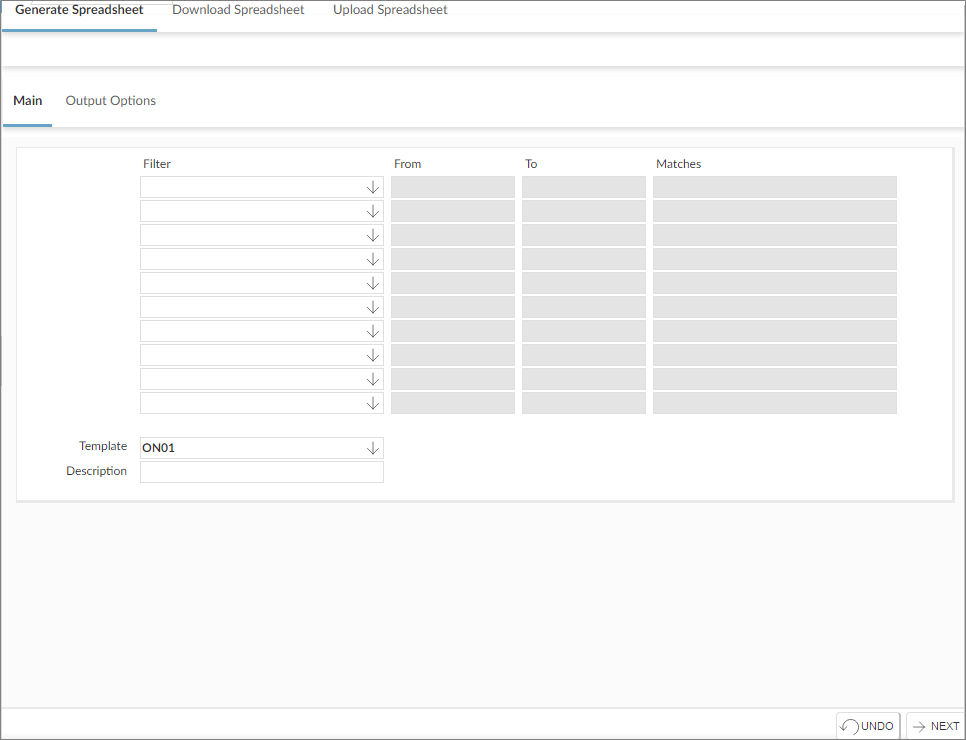 Generate Spreadsheet Download Spreadsheet Upload Spreadsheet
Main Output Options
Filter From To Matches
Template ON01
Description
UNDO NEXT